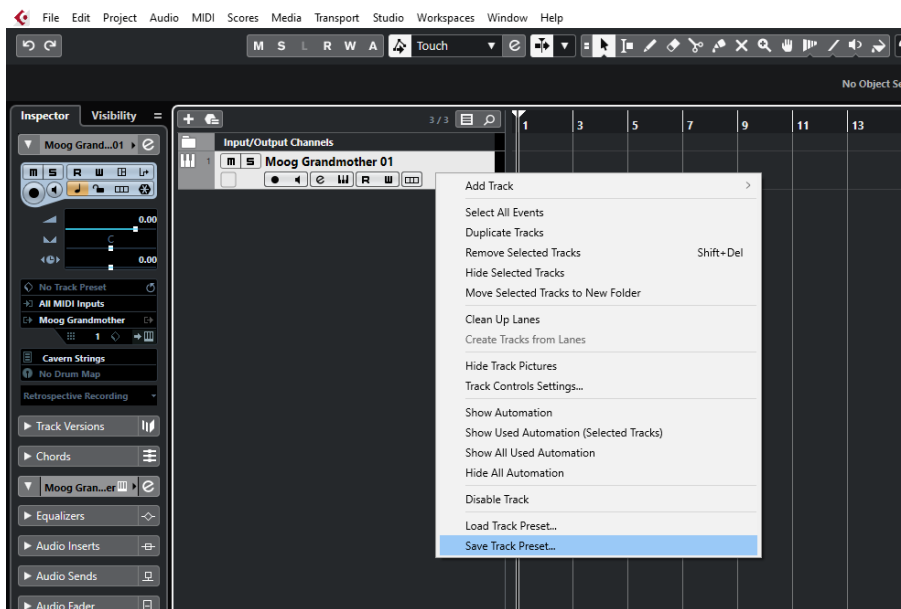 File Edit Project Audio MIDI Scores Media Transport Studio Workspaces Window Help
M S L R W A Touch
No Object Se
Inspector Visibility
3/3
1 3 5 7 9 11 13
Input/Output Channels
Moog Grand...01
1 m S Moog Grandmother 01
R W
m S R W
0.00
C
0.00
No Track Preset
All MIDI Inputs
Moog Grandmother
1
Cavern Strings
No Drum Map
Retrospective Recording
Track Versions
Chords
Moog Gran...er
Equalizers
Audio Inserts
Audio Sends
Audio Fader
Add Track
Select All Events
Duplicate Tracks
Remove Selected Tracks Shift+Del
Hide Selected Tracks
Move Selected Tracks to New Folder
Clean Up Lanes
Create Tracks from Lanes
Hide Track Pictures
Track Controls Settings...
Show Automation
Show Used Automation (Selected Tracks)
Show All Used Automation
Hide All Automation
Disable Track
Load Track Preset...
Save Track Preset...